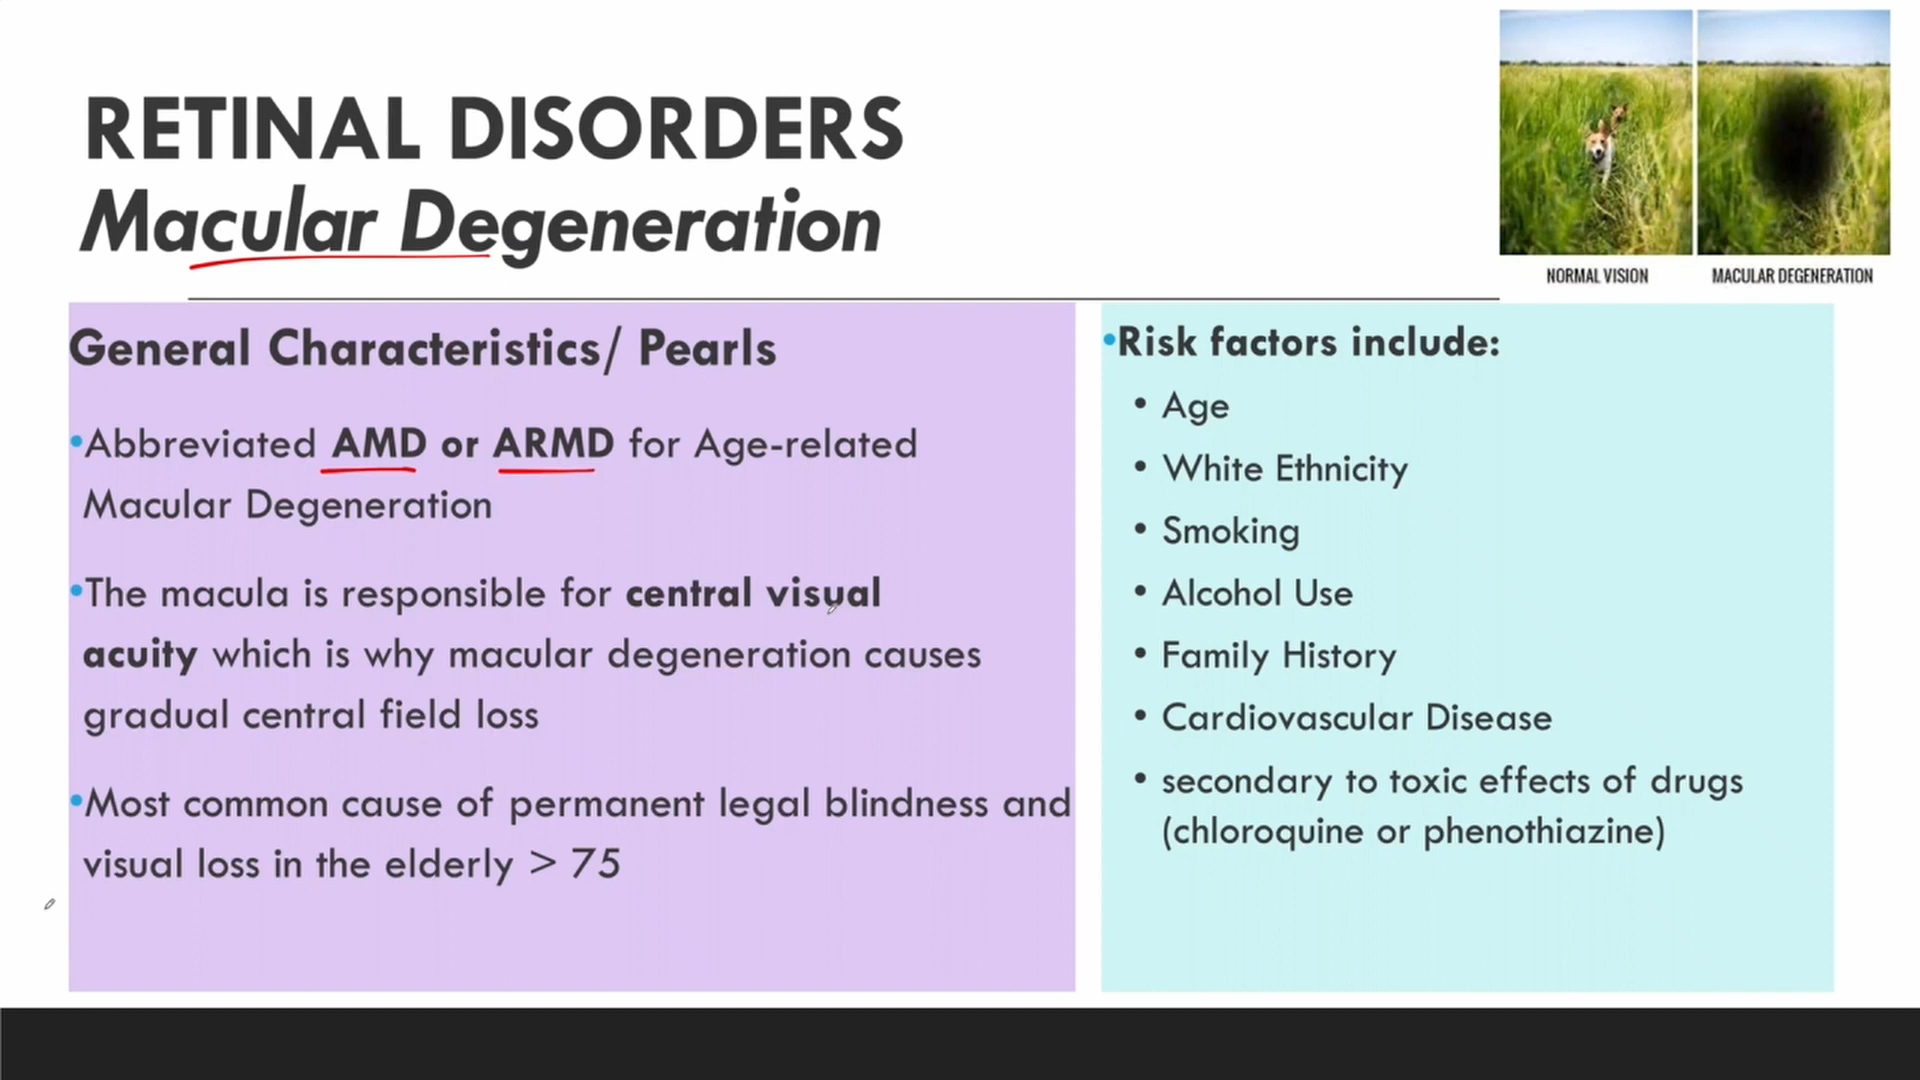 RETINAL DISORDERS
Macular Degeneration
NORMAL VISION
MACULAR DEGENERATION
General Characteristics/ Pearls
•Abbreviated AMD or ARMD for Age-related
Macular Degeneration
•The macula is responsible for central visual
acuity which is why macular degeneration causes
gradual central field loss
•Most common cause of permanent legal blindness and
visual loss in the elderly > 75
•Risk factors include:
• Age
• White Ethnicity
• Smoking
• Alcohol Use
• Family History
• Cardiovascular Disease
• secondary to toxic effects of drugs
(chloroquine or phenothiazine)